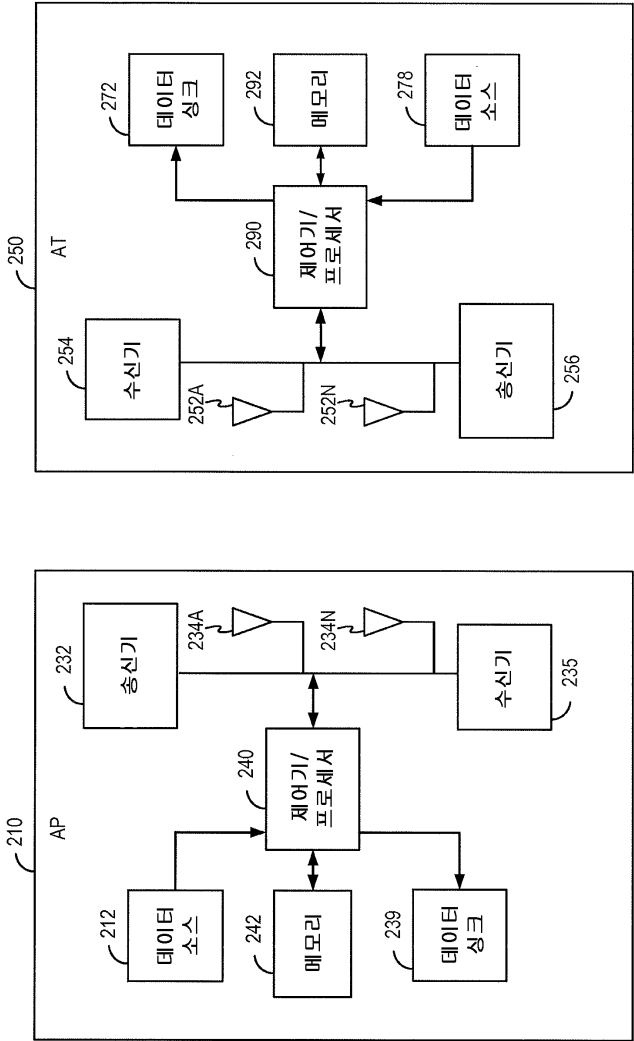 210
AP
212
데이터
소스
242
메모리
239
데이터
싱크
240
제어기/
프로세서
232
송신기
234A
234N
수신기
235
250
AT
254
수신기
252A
252N
송신기
256
290
제어기/
프로세서
272
데이터
싱크
292
메모리
278
데이터
소스